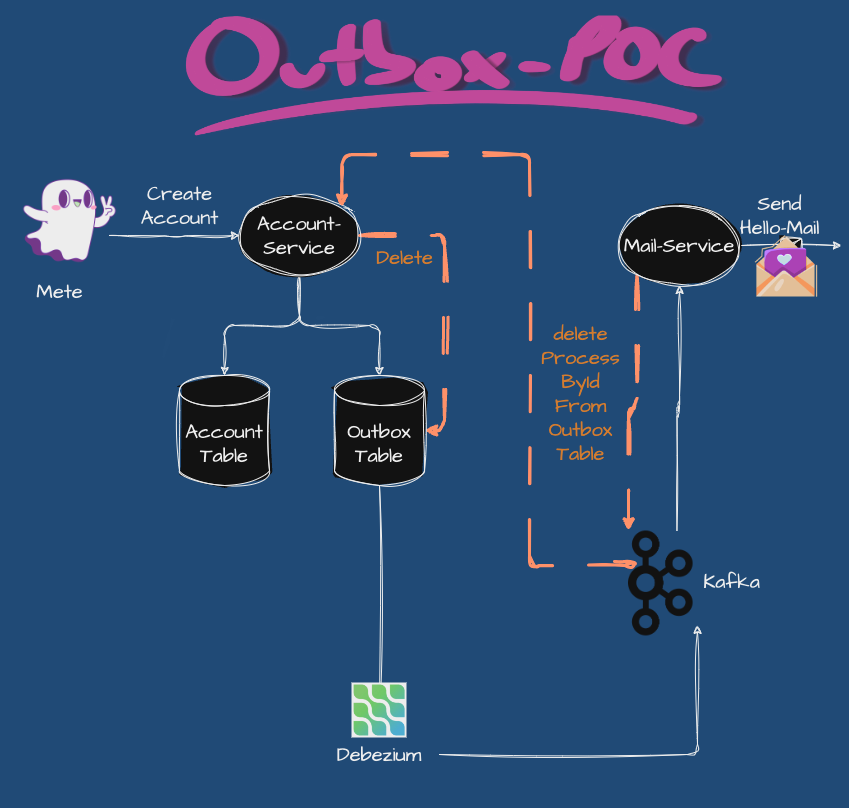 Outbox-POC
Create
Account
Mete
Account-
Service
Delete
Send
Hello-Mail
Mail-Service
delete
Process
ById
From
Outbox
Table
Account
Table
Outbox
Table
Kafka
Debezium